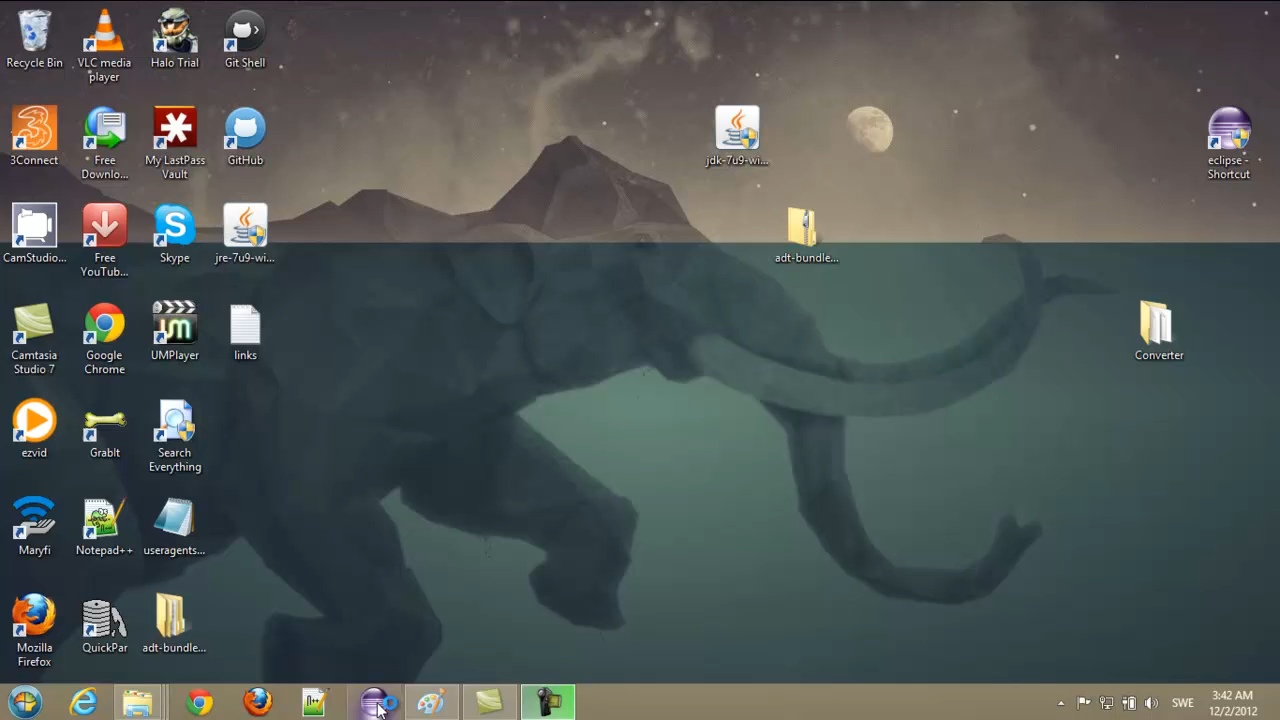 Recycle Bin
VLC media
player
Halo Trial
Git Shell
3Connect
Free
Downlo...
My LastPass
Vault
GitHub
CamStudio...
Free
YouTub...
Skype
jre-7u9-wi...
Camtasia
Studio 7
Google
Chrome
UMPlayer
links
ezvid
GrabIt
Search
Everything
Maryfi
Notepad++
useragents...
Mozilla
Firefox
QuickPar
adt-bundle...
jdk-7u9-wi...
adt-bundle...
eclipse -
Shortcut
Converter
SWE
3:42 AM
12/2/2012